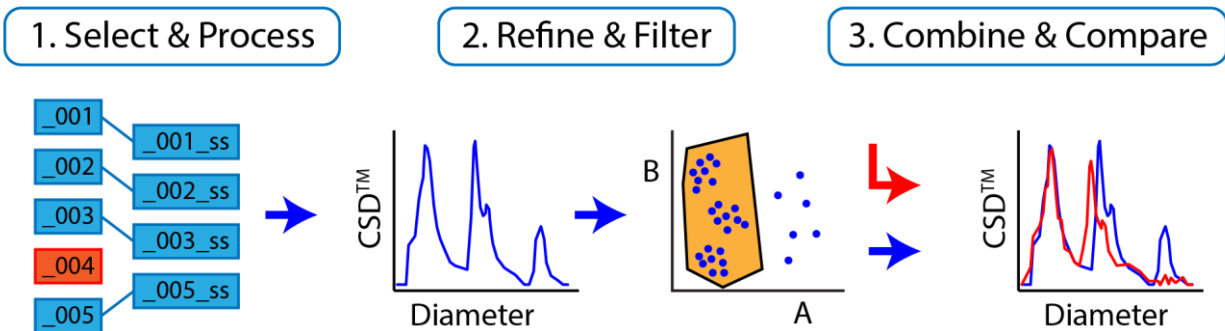 1. Select & Process
2. Refine & Filter
3. Combine & Compare
_001
_001_ss
_002
_002_ss
_003
_003_ss
_004
_005_ss
_005
CSD™
Diameter
B
A
CSD™
Diameter